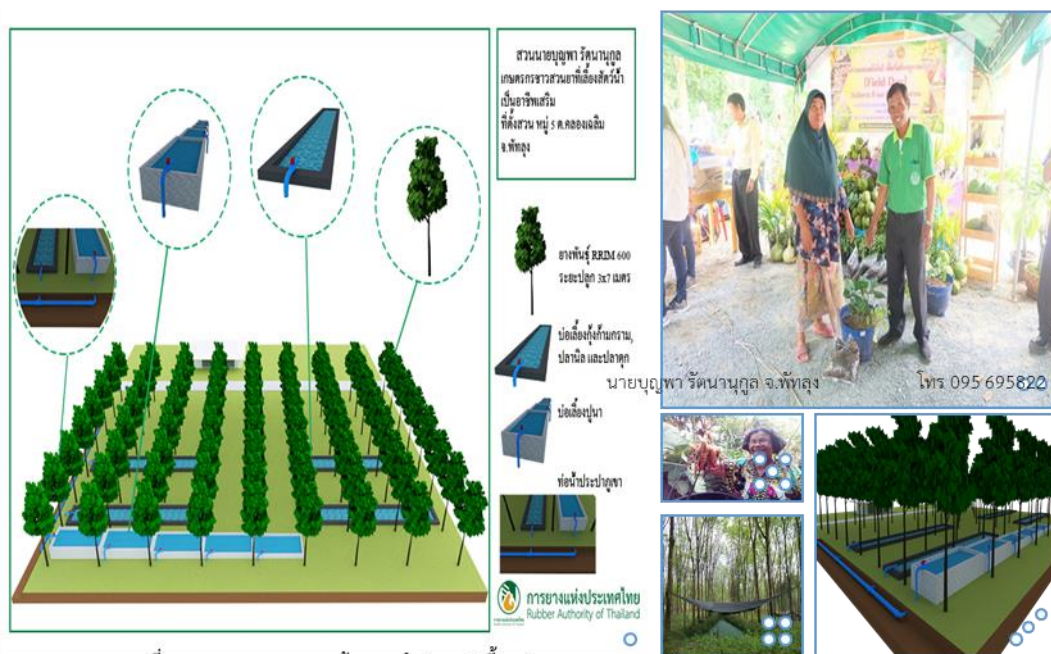 สวนนายบุญพา รัตนานุกูล
เกษตรกรชาวสวนยางที่เลี้ยงสัตว์น้ำ
เป็นอาชีพเสริม
ที่ตั้งสวน หมู่ 5 ต.คลองเฉลิม
จ.พัทลุง
ยางพันธุ์ RRIM 600
ระยะปลูก 3x7 เมตร
บ่อเลี้ยงกุ้งก้ามกราม,
ปลานิล และปลาดุก
บ่อเลี้ยงปูนา
ท่อน้ำประปาภูเขา
การยางแห่งประเทศไทย
Rubber Authority of Thailand
(Field Day)
นายบุญพา รัตนานุกูล จ.พัทลุง
โทร 095 695822